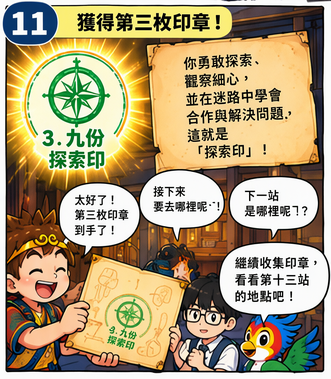 11 獲得第三枚印章！
3.九份
探索印
你勇敢探索、
觀察細心，
並在迷路中學會
合作與解決問題，
這就是
「探索印」！
太好了！
第三枚印章
到手了！
接下來
要去哪裡呢…！
下一站
是哪裡呢？
繼續收集印章，
看看第十三站
的地點吧！
3.九份
探索印